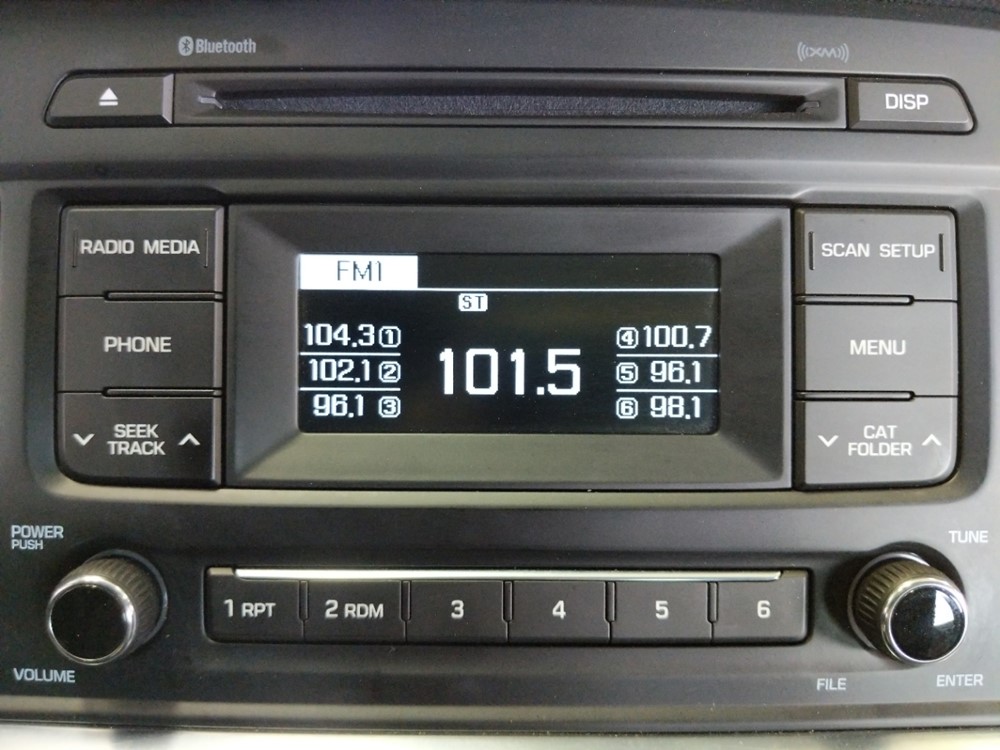 Bluetooth
XM
DISP
RADIO MEDIA
SCAN SETUP
FM1
ST
PHONE
MENU
104.3 1
102.1 2
96.1 3
101.5
4 100.7
5 96.1
6 98.1
SEEK
TRACK
CAT
FOLDER
POWER
PUSH
TUNE
1 RPT
2 RDM
3
4
5
6
VOLUME
FILE
ENTER